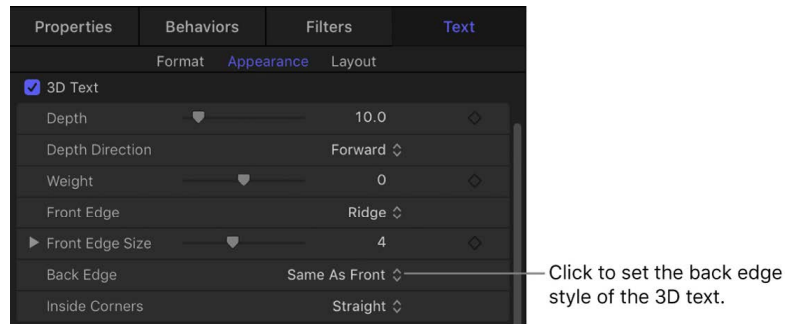 Properties Behaviors Filters Text
Format Appearance Layout
3D Text
Depth 10.0
Depth Direction Forward
Weight 0
Front Edge Ridge
Front Edge Size 4
Back Edge Same As Front
Click to set the back edge
style of the 3D text.
Inside Corners Straight